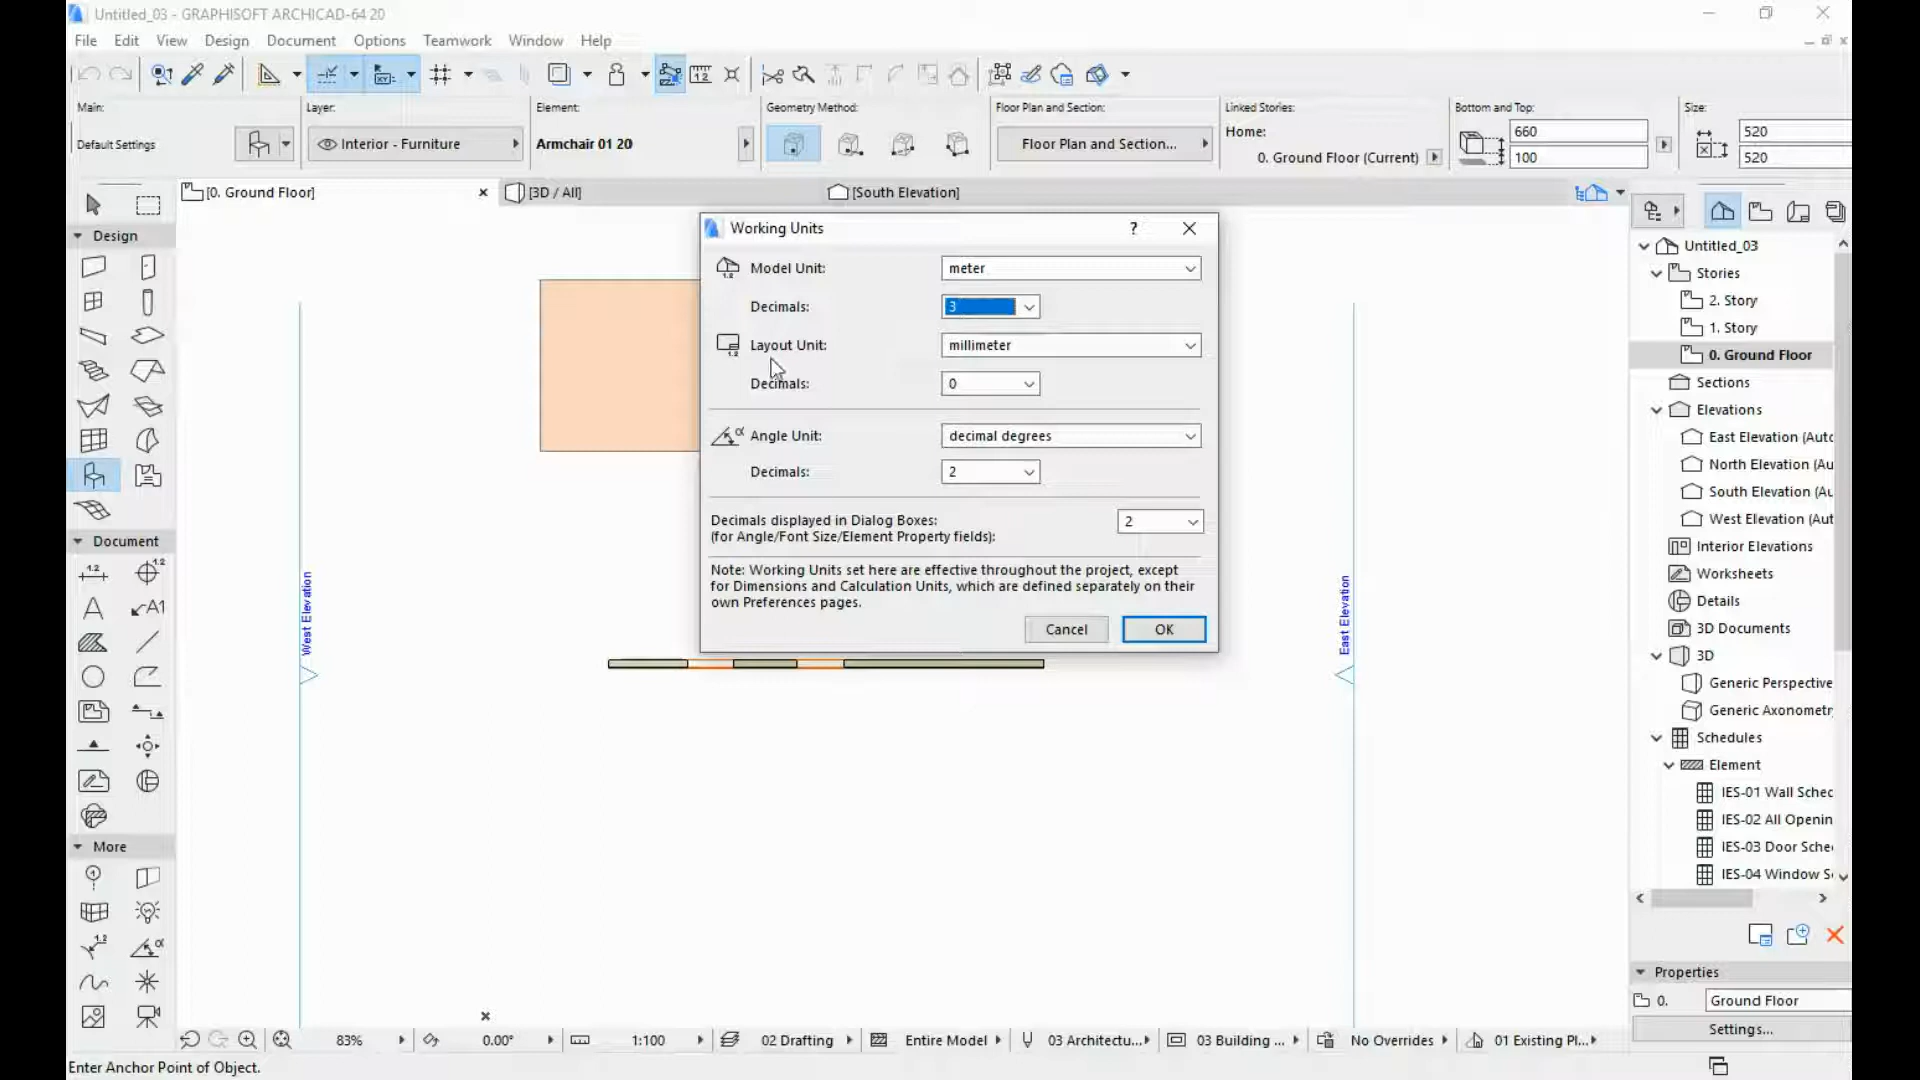 Untitled_03 - GRAPHISOFT ARCHICAD-64 20
File Edit View Design Document Options Teamwork Window Help
Main:
Default Settings
Layer:
Interior - Furniture
Element:
Armchair 01 20
Geometry Method:
Floor Plan and Section:
Floor Plan and Section...
Linked Stories:
Home:
0. Ground Floor (Current)
Bottom and Top:
660
100
Size:
520
520
[0. Ground Floor]
[3D / All]
[South Elevation]
Design
Document
More
Working Units
?
Model Unit:
meter
Decimals:
3
Layout Unit:
millimeter
Decimals:
0
Angle Unit:
decimal degrees
Decimals:
2
Decimals displayed in Dialog Boxes:
(for Angle/Font Size/Element Property fields):
2
Note: Working Units set here are effective throughout the project, except
for Dimensions and Calculation Units, which are defined separately on their
own Preferences pages.
Cancel
OK
West Elevation
East Elevation
Untitled_03
Stories
2. Story
1. Story
0. Ground Floor
Sections
Elevations
East Elevation (Auto
North Elevation (Au
South Elevation (Au
West Elevation (Aut
Interior Elevations
Worksheets
Details
3D Documents
3D
Generic Perspective
Generic Axonometr
Schedules
Element
IES-01 Wall Sched
IES-02 All Openin
IES-03 Door Sche
IES-04 Window S
Properties
0.
Ground Floor
Settings...
83%
0.00°
1:100
02 Drafting
Entire Model
03 Architectu...
03 Building ...
No Overrides
01 Existing Pl...
Enter Anchor Point of Object.